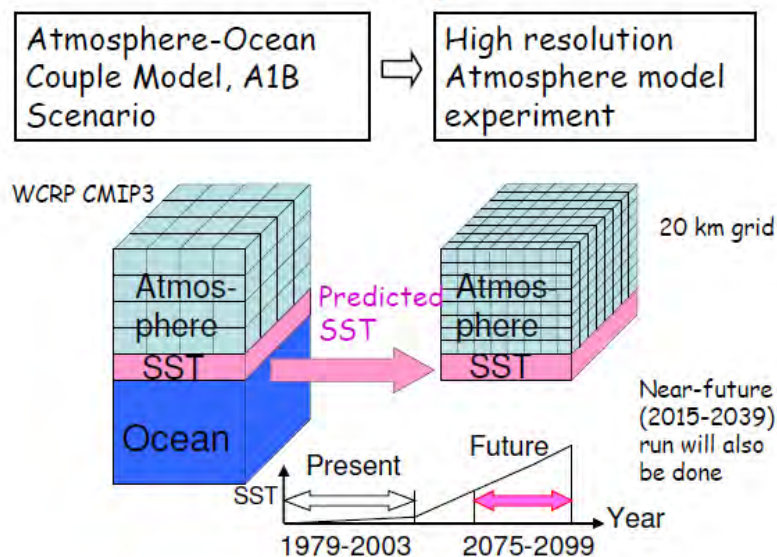 Atmosphere-Ocean
Couple Model, A1B
Scenario
High resolution
Atmosphere model
experiment
WCRP CMIP3
20 km grid
Atmos-
phere
SST
Ocean
Predicted
SST
Atmos-
phere
SST
Near-future
(2015-2039)
run will also
be done
Present
Future
SST
Year
1979-2003
2075-2099